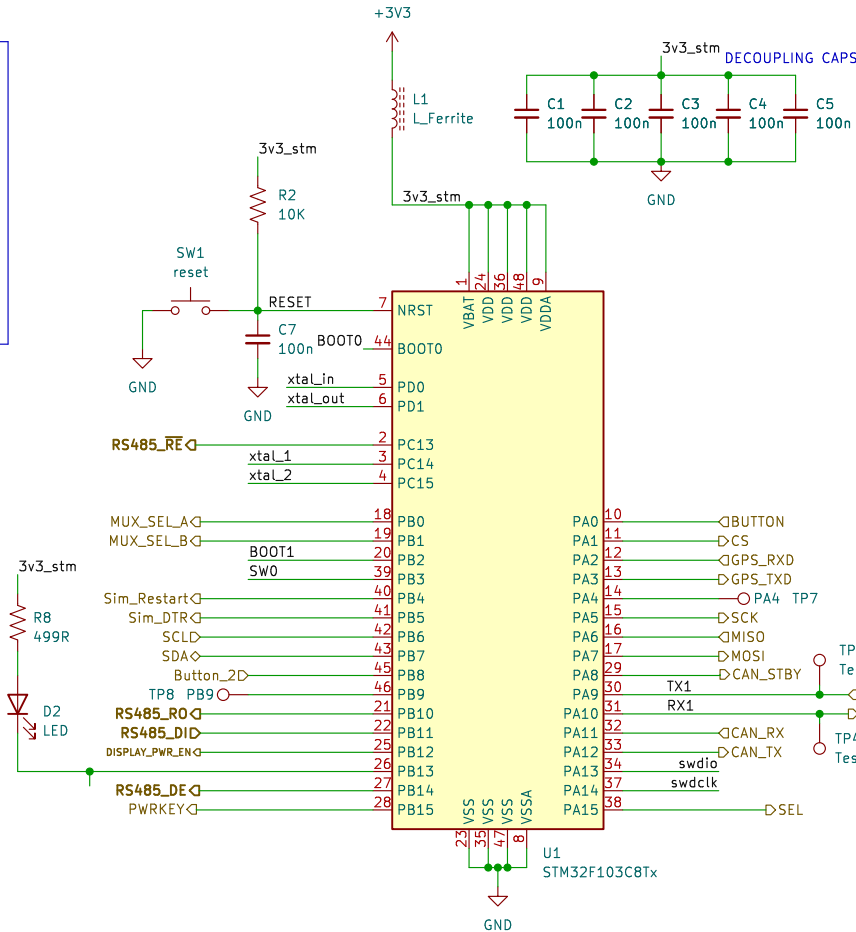 +3V3
3v3_stm
DECOUPLING CAPS
L1
L_Ferrite
C1
100n
C2
100n
C3
100n
C4
100n
C5
100n
GND
3v3_stm
R2
10K
3v3_stm
SW1
reset
RESET
C7
100n
GND
GND
BOOT0
xtal_in
xtal_out
RS485_RE
xtal_1
xtal_2
MUX_SEL_A
MUX_SEL_B
BOOT1
SW0
Sim_Restart
Sim_DTR
SCL
SDA
Button_2
TP8 PB9
RS485_RO
RS485_DI
DISPLAY_PWR_EN
RS485_DE
PWRKEY
3v3_stm
R8
499R
D2
LED
1 VBAT
24 VDD
36 VDD
48 VDD
9 VDDA
7 NRST
44 BOOT0
5 PD0
6 PD1
2 PC13
3 PC14
4 PC15
18 PB0
19 PB1
20 PB2
39 PB3
40 PB4
41 PB5
42 PB6
43 PB7
45 PB8
46 PB9
21 PB10
22 PB11
25 PB12
26 PB13
27 PB14
28 PB15
PA0 10 BUTTON
PA1 11 CS
PA2 12 GPS_RXD
PA3 13 GPS_TXD
PA4 14 PA4 TP7
PA5 15 SCK
PA6 16 MISO
PA7 17 MOSI
PA8 29 CAN_STBY
PA9 30 TX1
PA10 31 RX1
PA11 32 CAN_RX
PA12 33 CAN_TX
PA13 34 swdio
PA14 37 swdclk
PA15 38 SEL
TP
Te
TP4
Tes
23 VSS
35 VSS
47 VSS
8 VSSA
U1
STM32F103C8Tx
GND